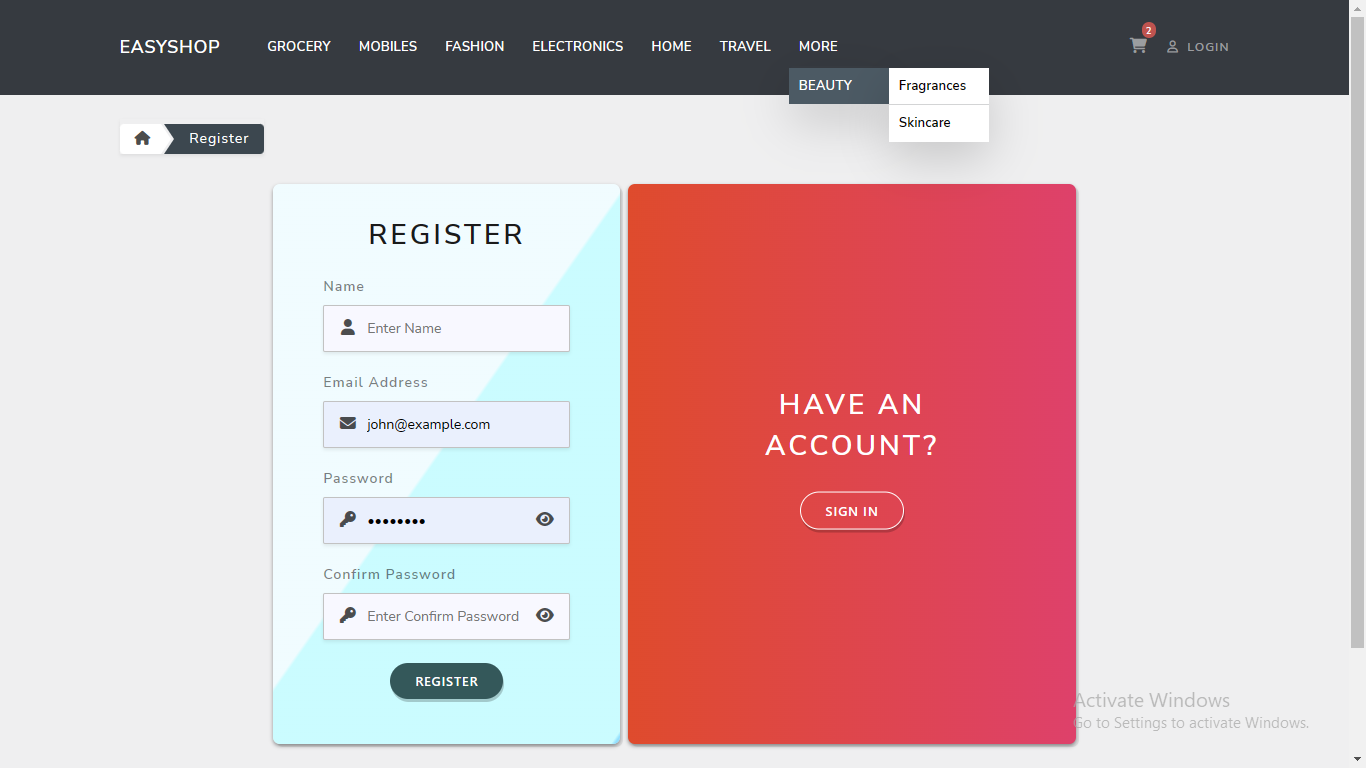 EASYSHOP GROCERY MOBILES FASHION ELECTRONICS HOME TRAVEL MORE 2 LOGIN
BEAUTY Fragrances
Skincare
Register
REGISTER
Name
Enter Name
Email Address
john@example.com
Password
••••••••
Confirm Password
Enter Confirm Password
REGISTER
HAVE AN
ACCOUNT?
SIGN IN
Activate Windows
Go to Settings to activate Windows.